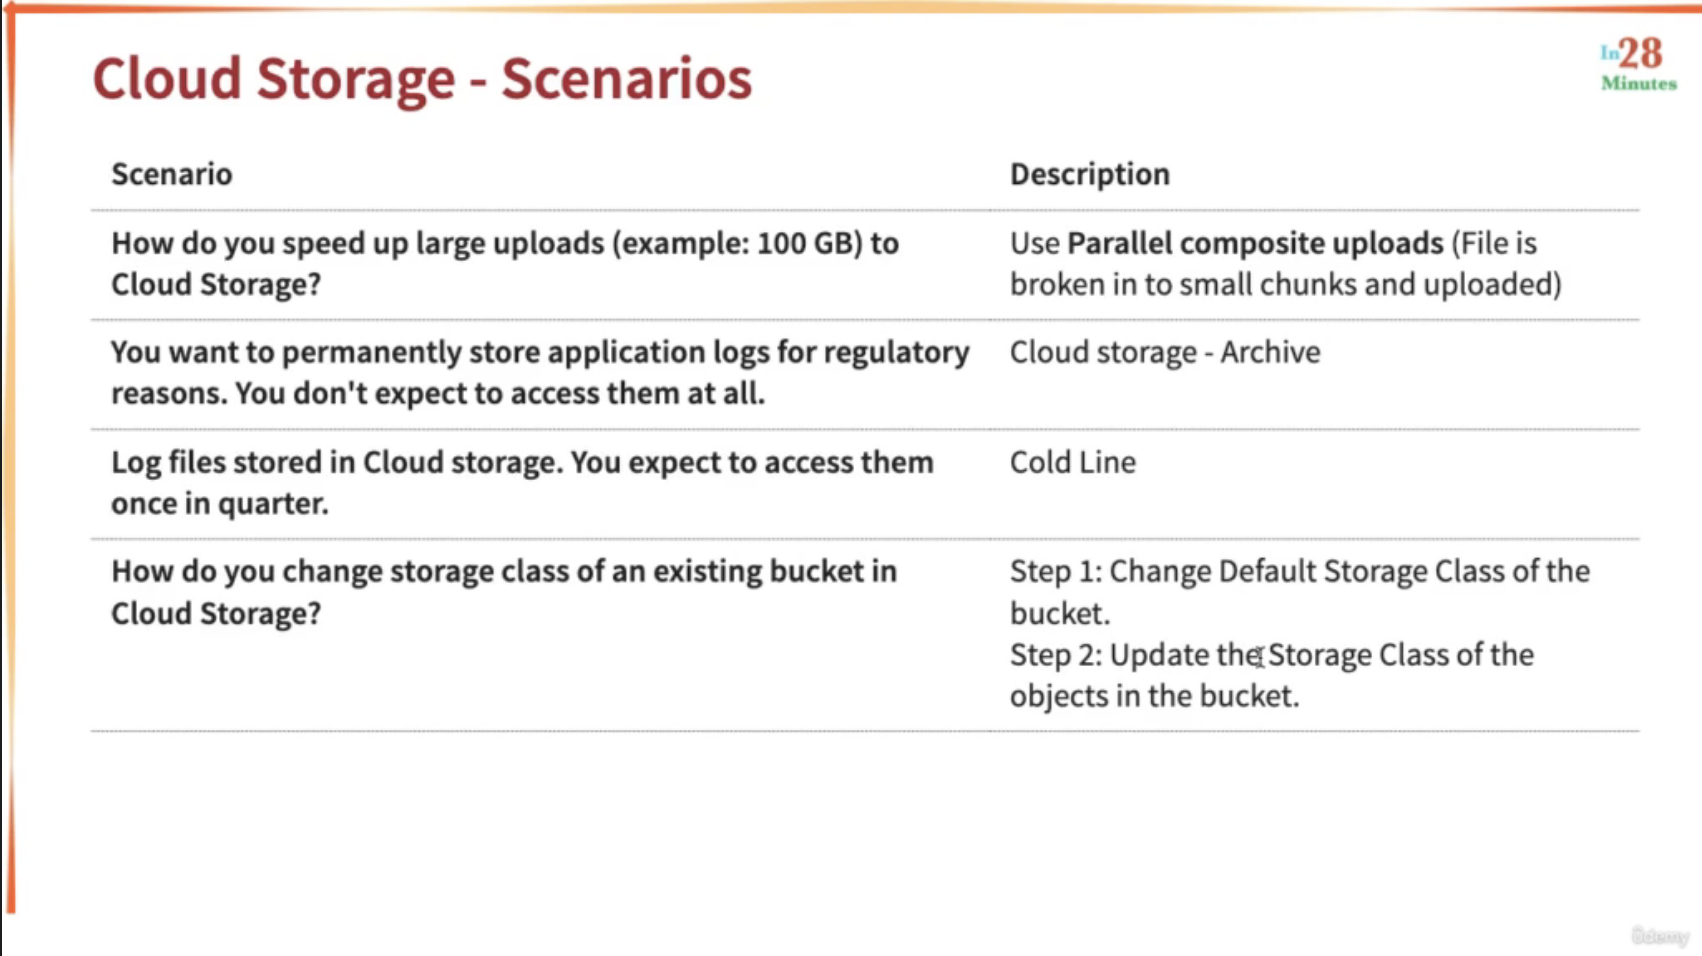 Cloud Storage - Scenarios
In28
Minutes
Scenario
Description
How do you speed up large uploads (example: 100 GB) to
Cloud Storage?
Use Parallel composite uploads (File is
broken in to small chunks and uploaded)
You want to permanently store application logs for regulatory
reasons. You don't expect to access them at all.
Cloud storage - Archive
Log files stored in Cloud storage. You expect to access them
once in quarter.
Cold Line
How do you change storage class of an existing bucket in
Cloud Storage?
Step 1: Change Default Storage Class of the
bucket.
Step 2: Update the Storage Class of the
objects in the bucket.
Udemy